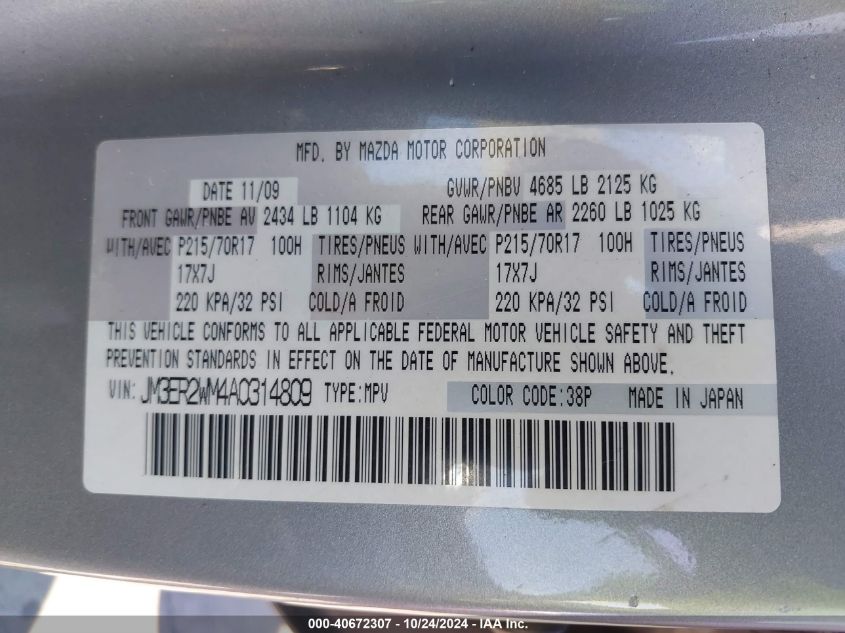 MFD. BY MAZDA MOTOR CORPORATION
DATE 11/09 GVWR/PNBV 4685 LB 2125 KG
FRONT GAWR/PNBE AV 2434 LB 1104 KG REAR GAWR/PNBE AR 2260 LB 1025 KG
WITH/AVEC P215/70R17 100H TIRES/PNEUS WITH/AVEC P215/70R17 100H TIRES/PNEUS
17X7J RIMS/JANTES 17X7J RIMS/JANTES
220 KPA/32 PSI COLD/A FROID 220 KPA/32 PSI COLD/A FROID
THIS VEHICLE CONFORMS TO ALL APPLICABLE FEDERAL MOTOR VEHICLE SAFETY AND THEFT
PREVENTION STANDARDS IN EFFECT ON THE DATE OF MANUFACTURE SHOWN ABOVE.
VIN: JM3ER2WM4A0314809 TYPE:MPV COLOR CODE:38P MADE IN JAPAN
000-40672307 - 10/24/2024 - IAA Inc.